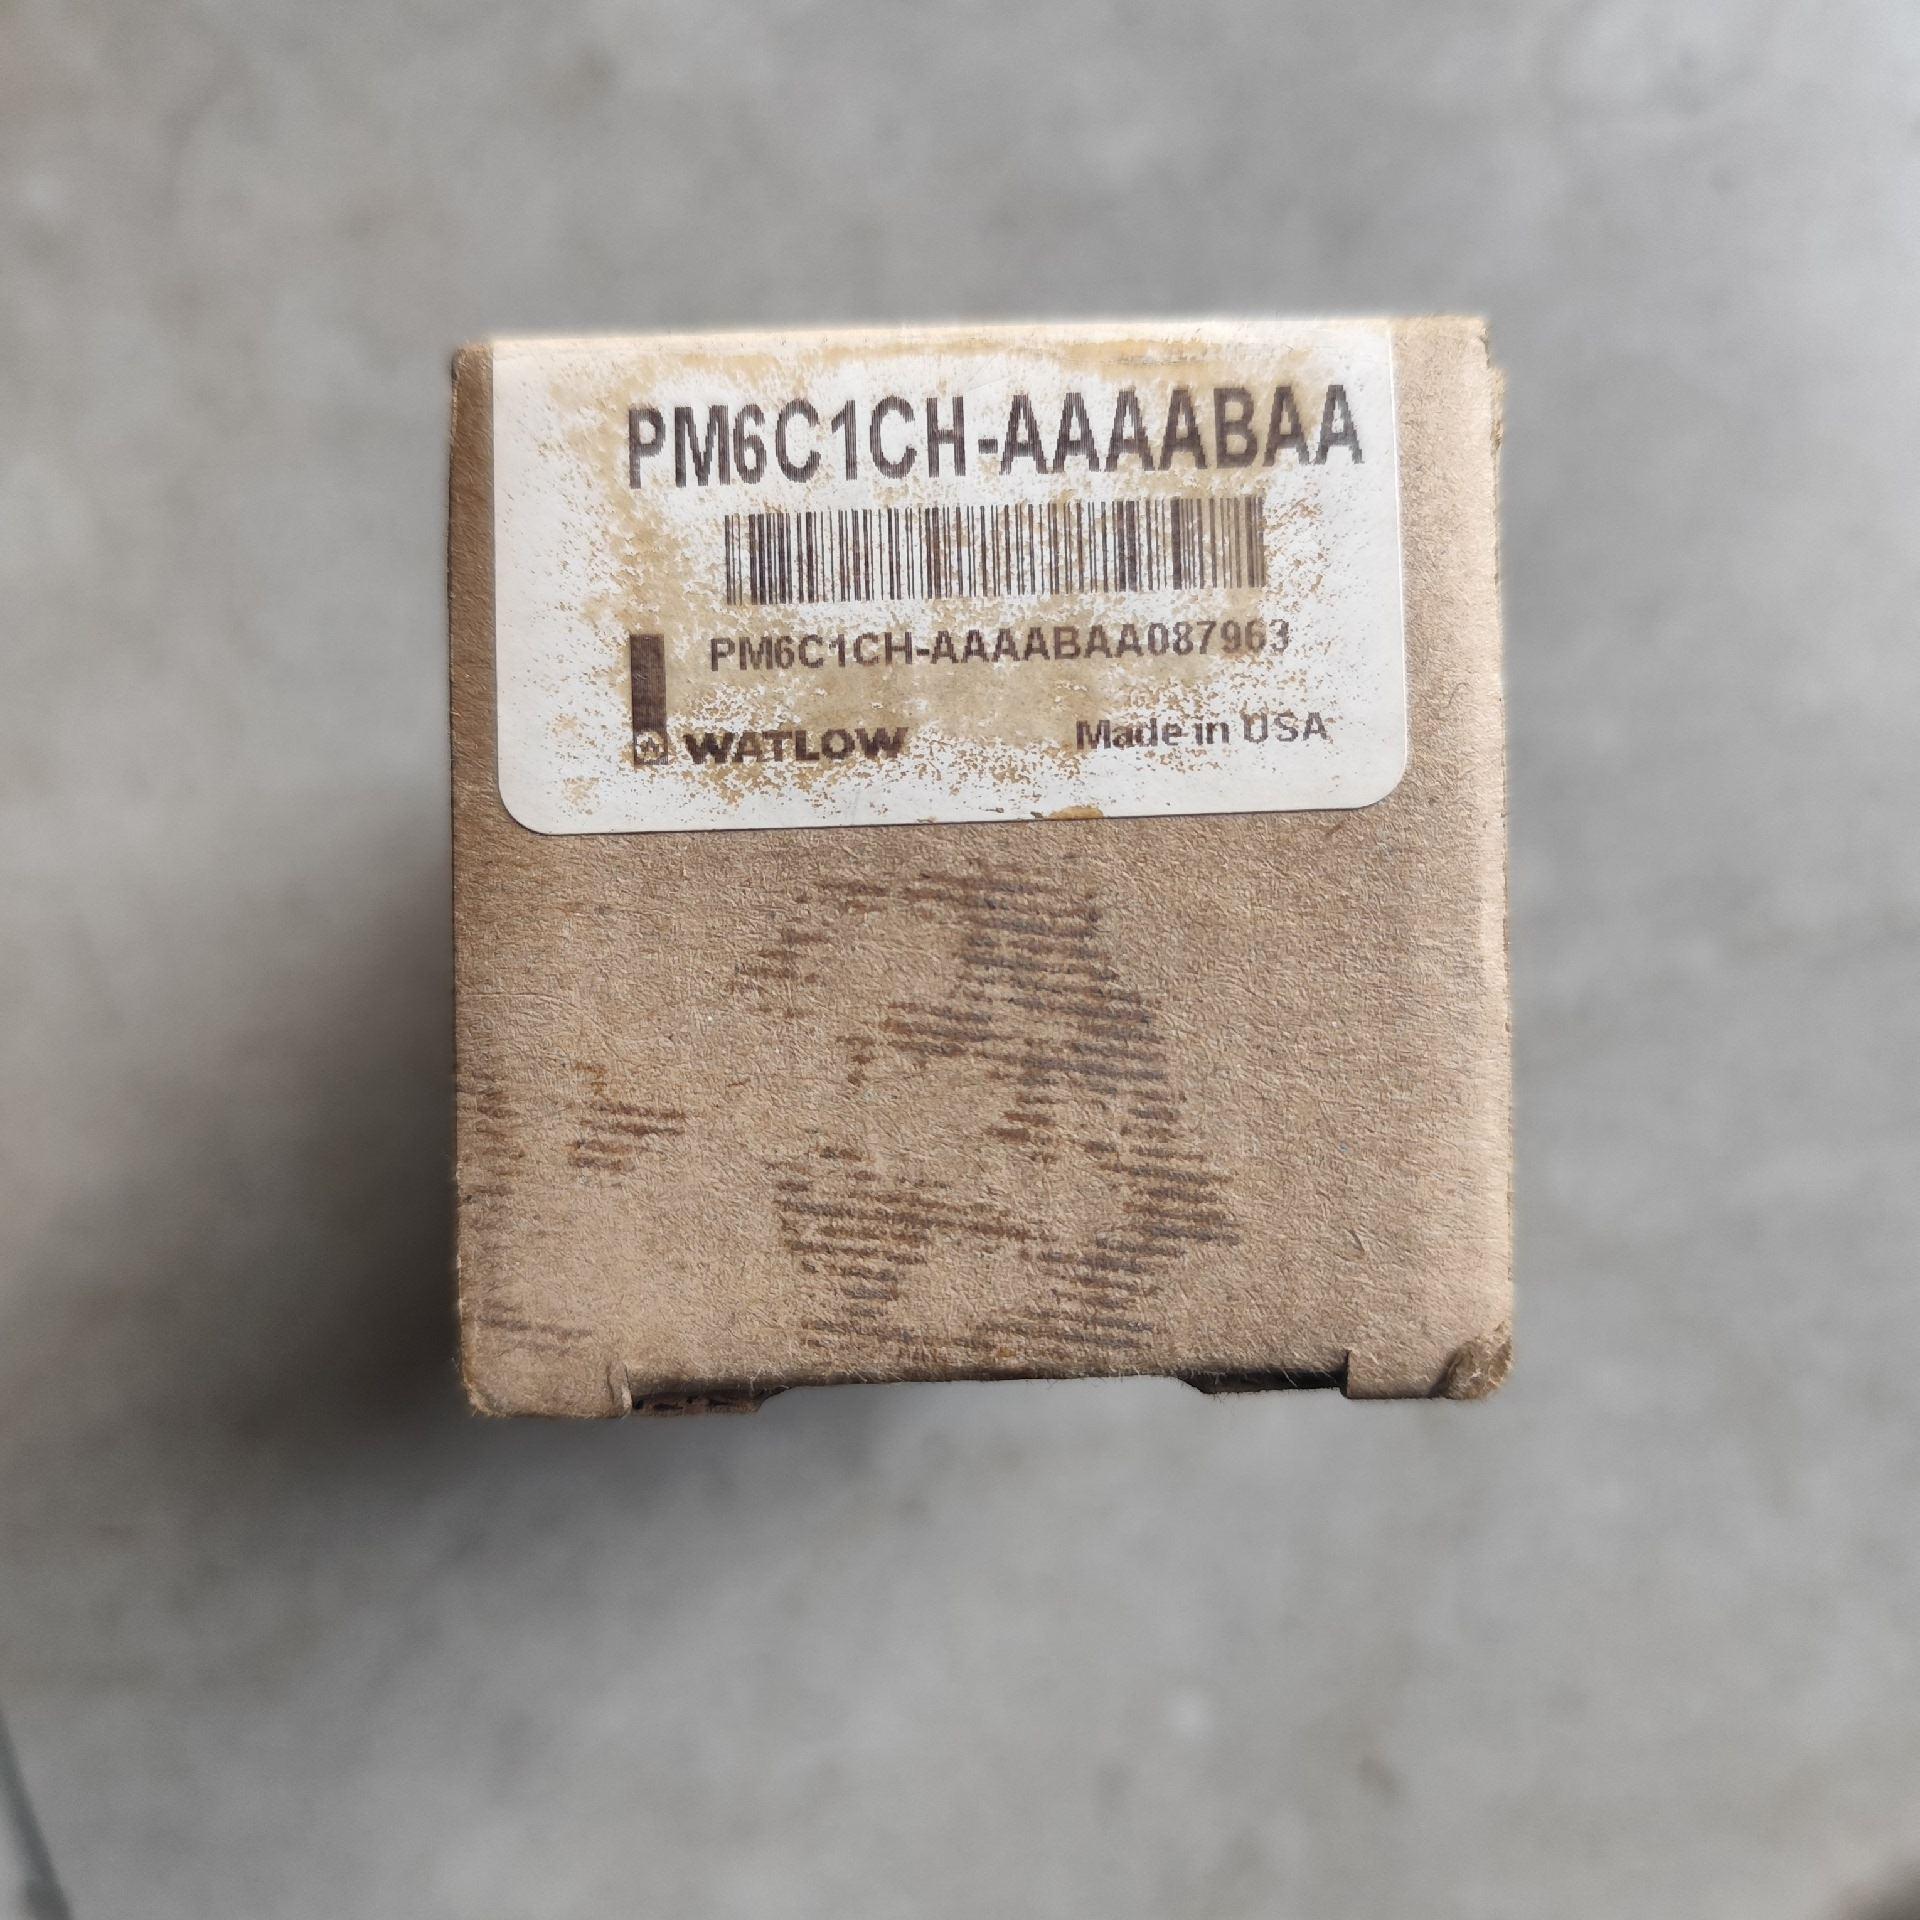 PM6C1CH-AAAABAA
PM6C1CH-AAAABAA087963
WATLOW
Made in USA